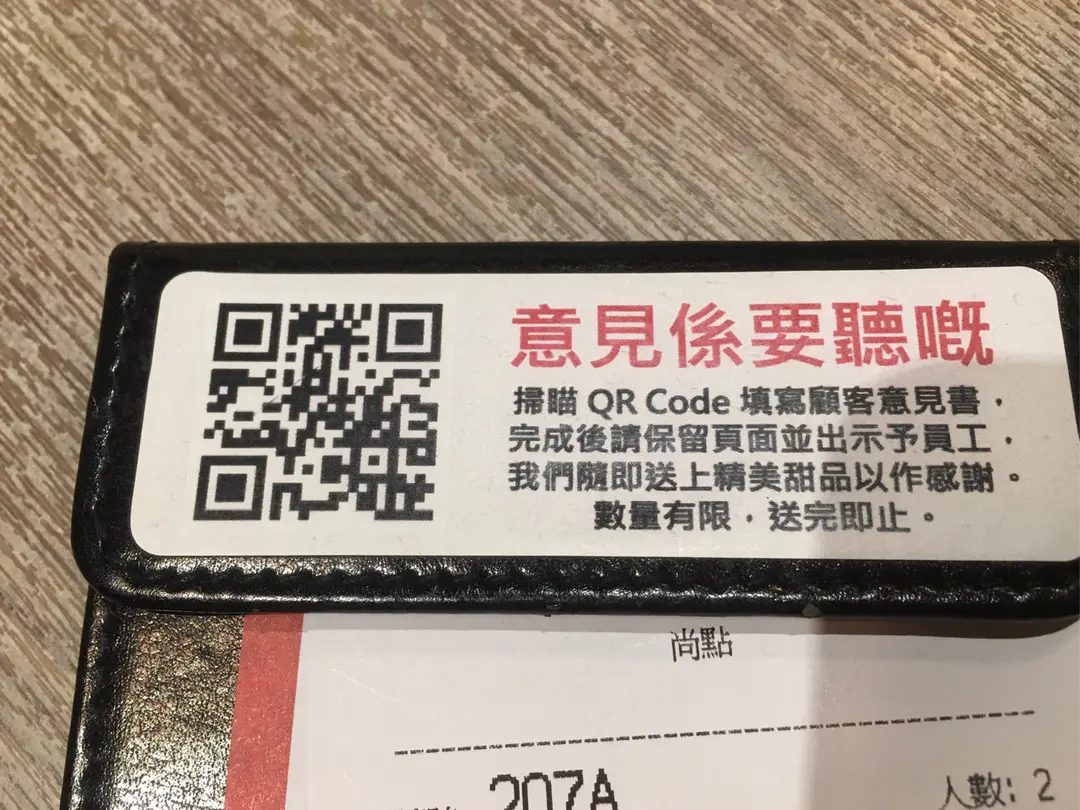 意見係要聽嘅
掃瞄 QR Code 填寫顧客意見書，
完成後請保留頁面並出示予員工，
我們隨即送上精美甜品以作感謝。
數量有限，送完即止。
尚點
207A
人數: 2